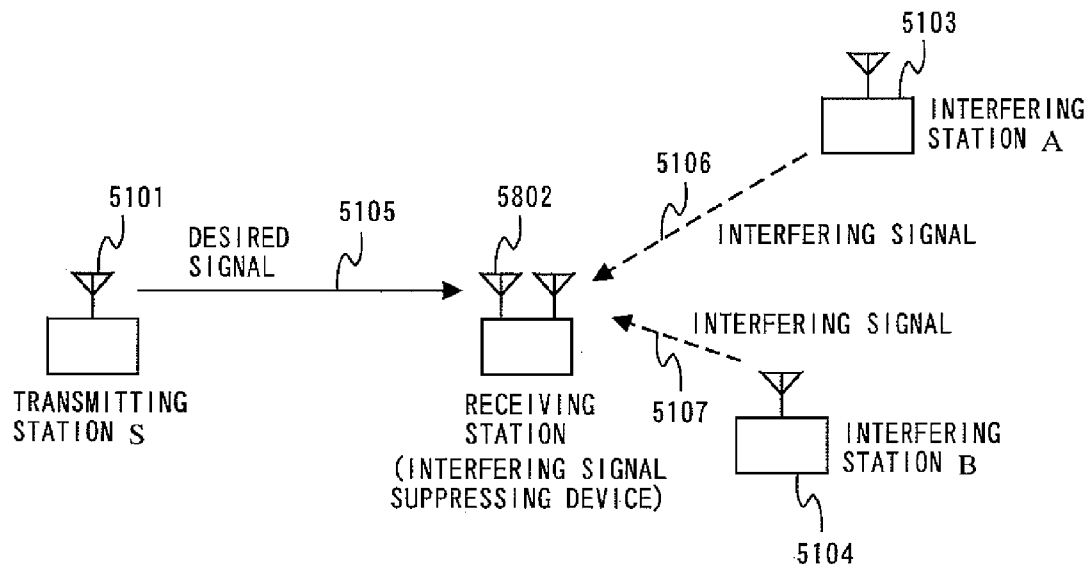 5103
INTERFERING
STATION A
5106
5101
5105
5802
DESIRED
SIGNAL
INTERFERING SIGNAL
INTERFERING SIGNAL
TRANSMITTING
STATION S
RECEIVING
STATION
(INTERFERING SIGNAL
SUPPRESSING DEVICE)
5107
INTERFERING
STATION B
5104